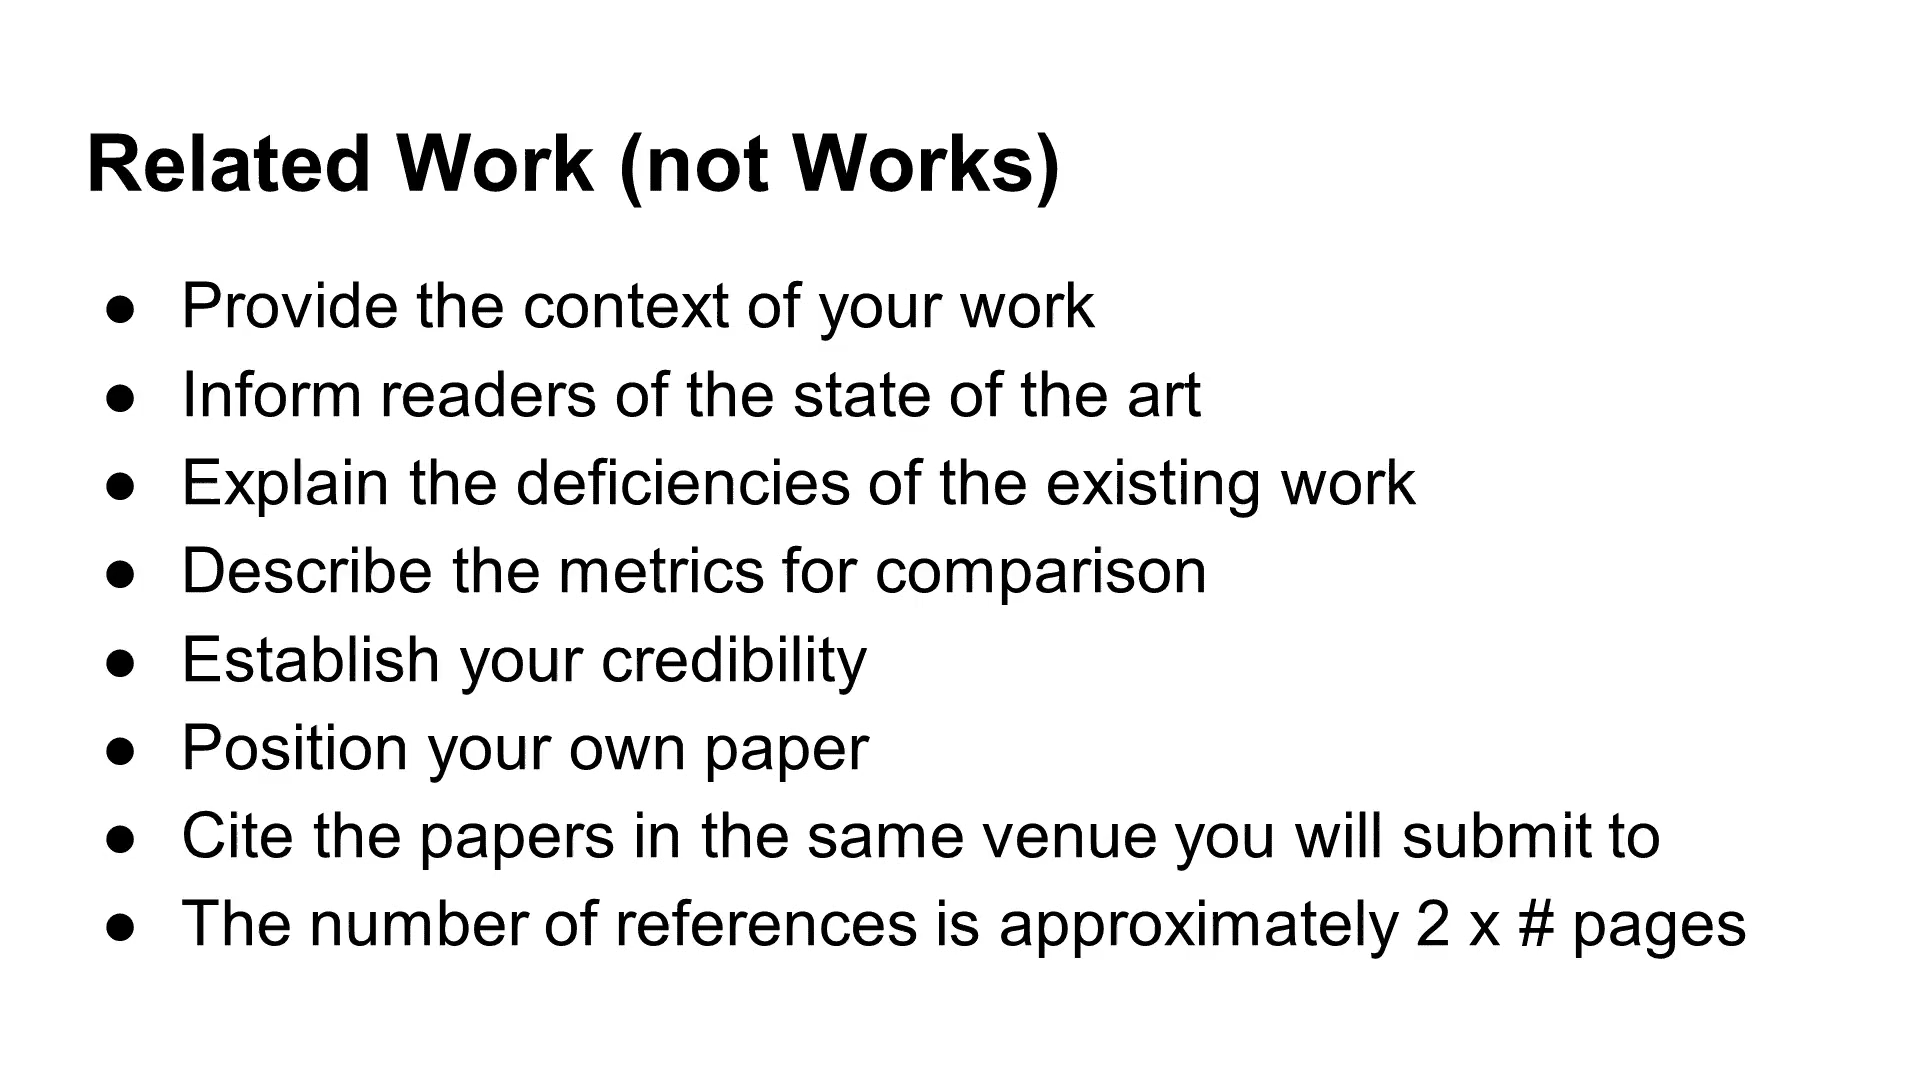 Related Work (not Works)
● Provide the context of your work
● Inform readers of the state of the art
● Explain the deficiencies of the existing work
● Describe the metrics for comparison
● Establish your credibility
● Position your own paper
● Cite the papers in the same venue you will submit to
● The number of references is approximately 2 x # pages